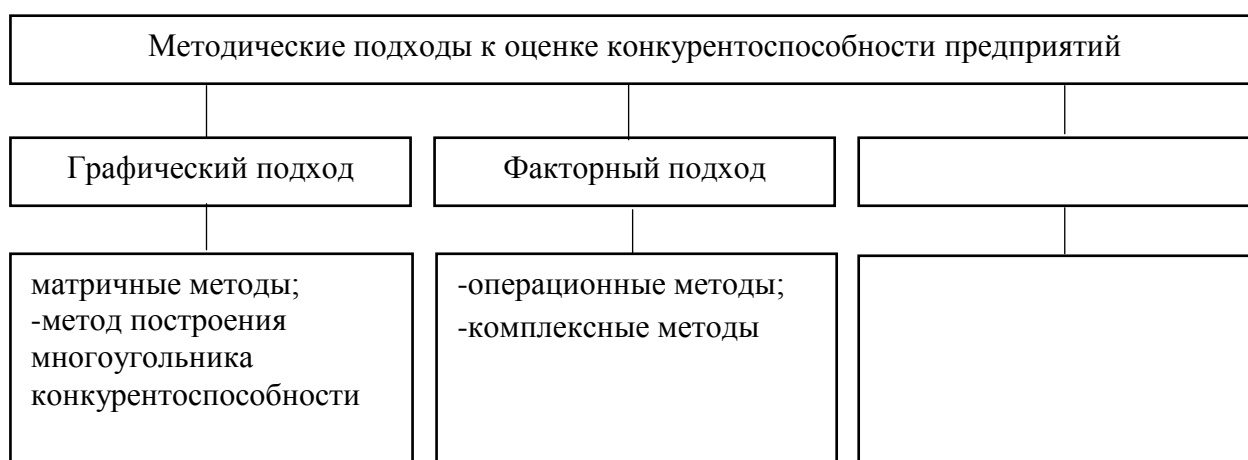 Методические подходы к оценке конкурентоспособности предприятий
Графический подход
Факторный подход
матричные методы;
-метод построения
многоугольника
конкурентоспособности
-операционные методы;
-комплексные методы